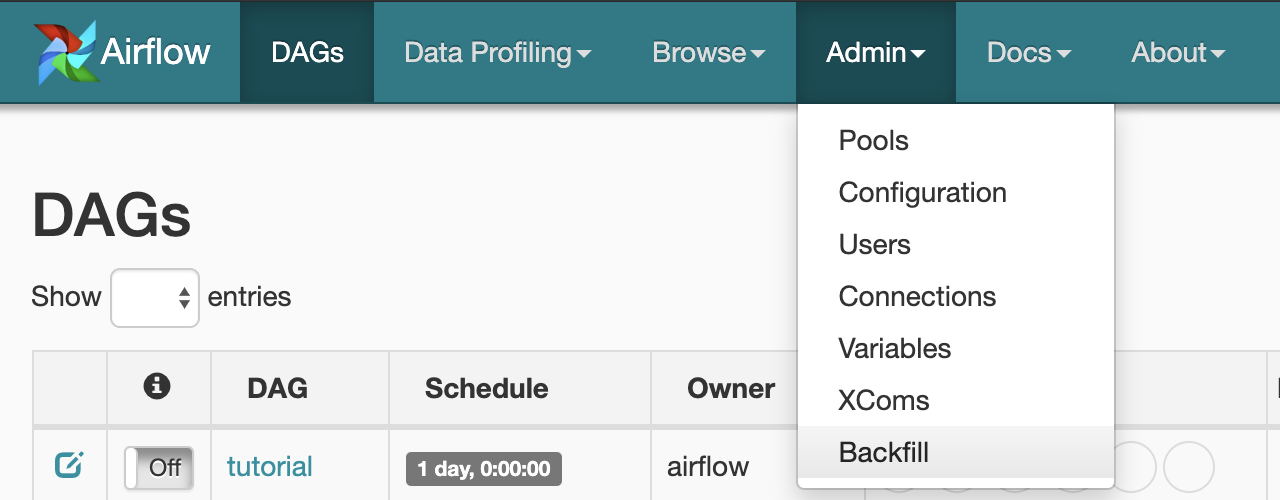 Airflow DAGs Data Profiling Browse Admin Docs About
Pools
Configuration
Users
Connections
Variables
XComs
Backfill
DAGs
Show entries
DAG Schedule Owner
Off tutorial 1 day, 0:00:00 airflow